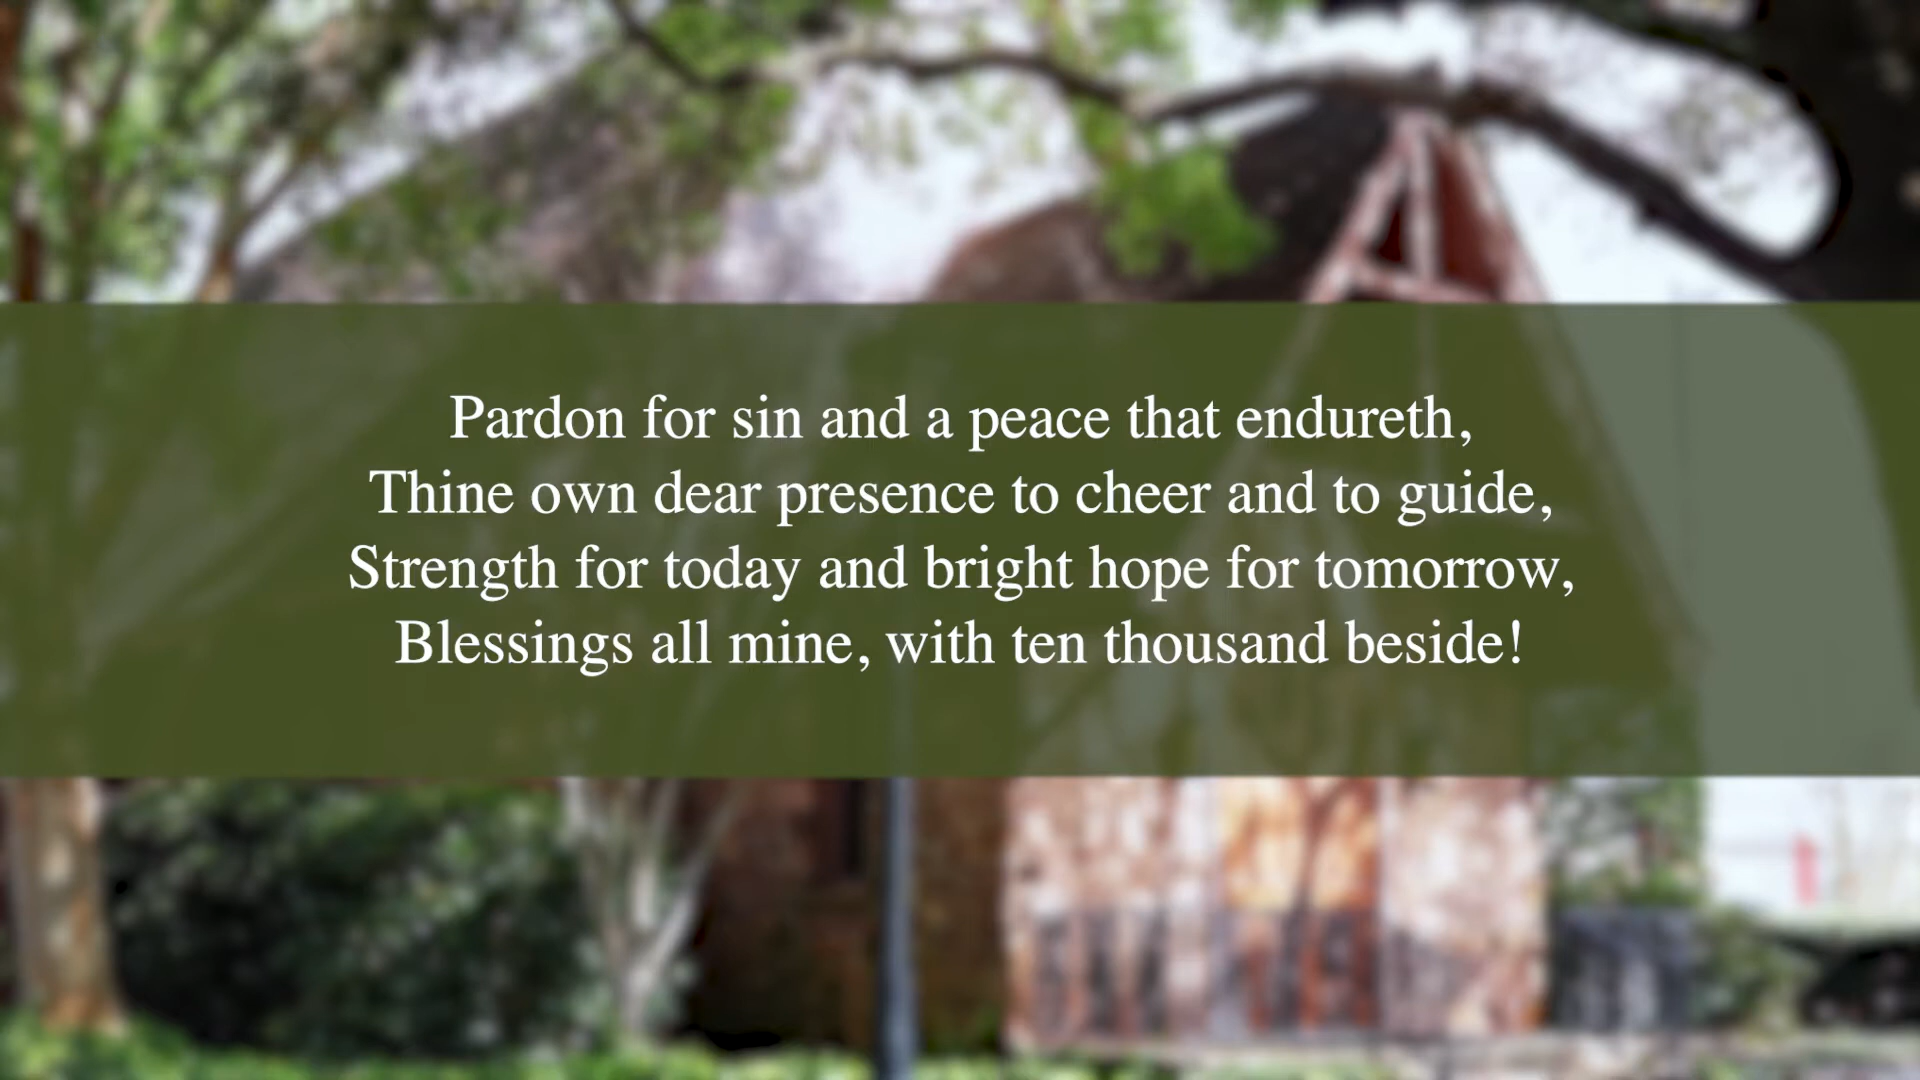 Pardon for sin and a peace that endureth,
Thine own dear presence to cheer and to guide,
Strength for today and bright hope for tomorrow,
Blessings all mine, with ten thousand beside!